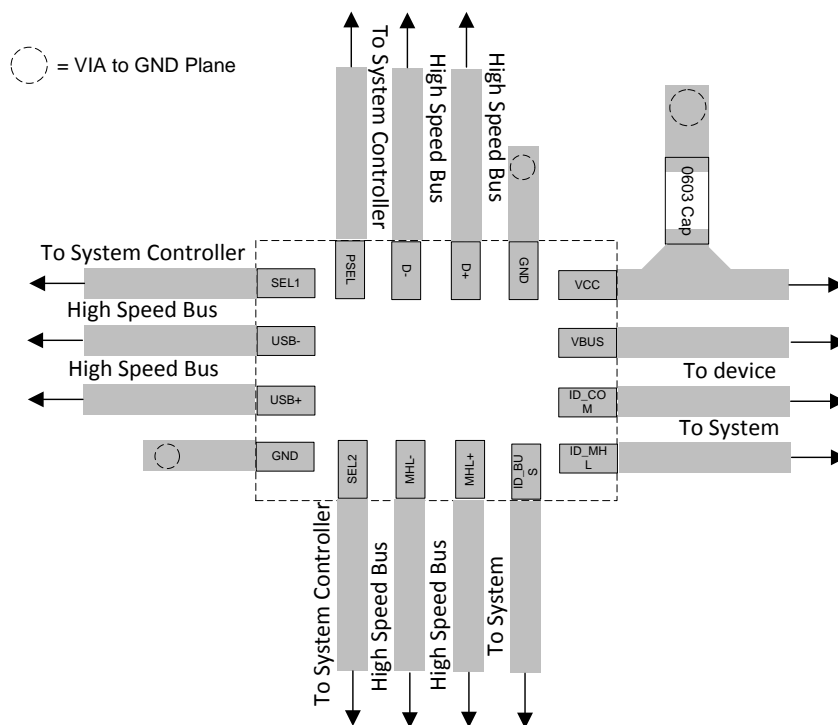 = VIA to GND Plane
To System Controller
High Speed Bus
High Speed Bus
0603 Cap
To System Controller
High Speed Bus
High Speed Bus
PSEL
D-
D+
GND
SEL1
USB-
USB+
GND
VCC
VBUS
ID_CO
M
ID_MH
L
To device
To System
SEL2
MHL-
MHL+
ID_BU
S
To System Controller
High Speed Bus
High Speed Bus
To System